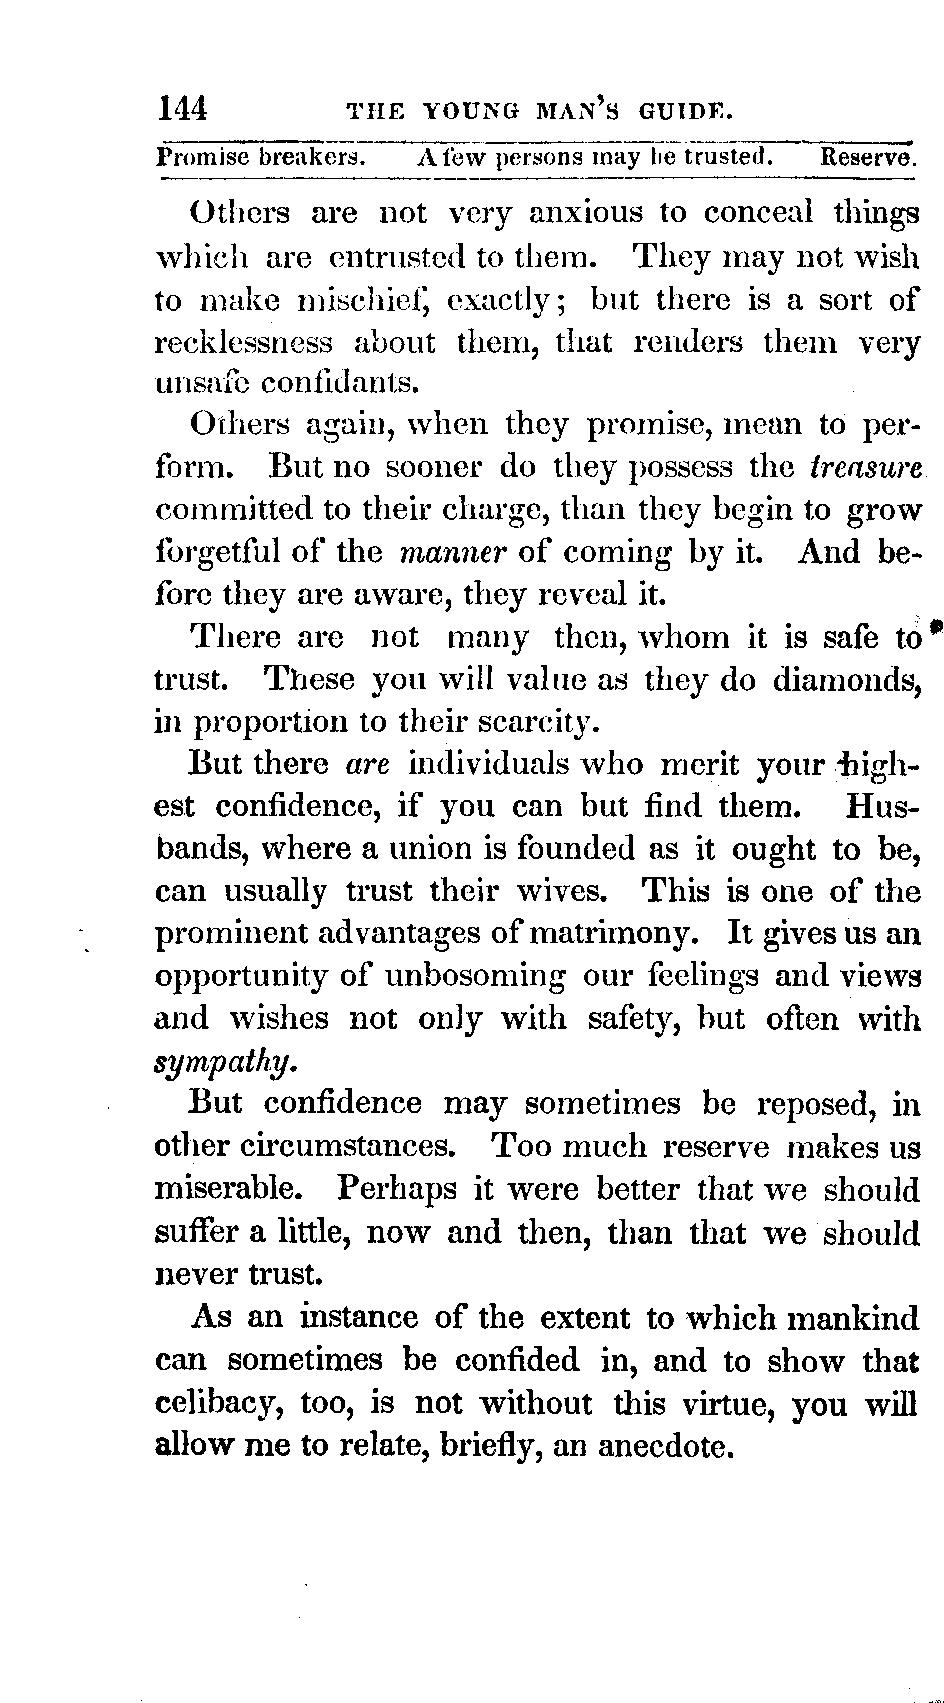 144 THE YOUNG MAN'S GUIDE.
Promise breakers. A few persons may be trusted. Reserve.
Others are not very anxious to conceal things
which are entrusted to them. They may not wish
to make mischief, exactly; but there is a sort of
recklessness about them, that renders them very
unsafe confidants.
Others again, when they promise, mean to per-
form. But no sooner do they possess the treasure
committed to their charge, than they begin to grow
forgetful of the manner of coming by it. And be-
fore they are aware, they reveal it.
There are not many then, whom it is safe to
trust. These you will value as they do diamonds,
in proportion to their scarcity.
But there are individuals who merit your high-
est confidence, if you can but find them. Hus-
bands, where a union is founded as it ought to be,
can usually trust their wives. This is one of the
prominent advantages of matrimony. It gives us an
opportunity of unbosoming our feelings and views
and wishes not only with safety, but often with
sympathy.
But confidence may sometimes be reposed, in
other circumstances. Too much reserve makes us
miserable. Perhaps it were better that we should
suffer a little, now and then, than that we should
never trust.
As an instance of the extent to which mankind
can sometimes be confided in, and to show that
celibacy, too, is not without this virtue, you will
allow me to relate, briefly, an anecdote.